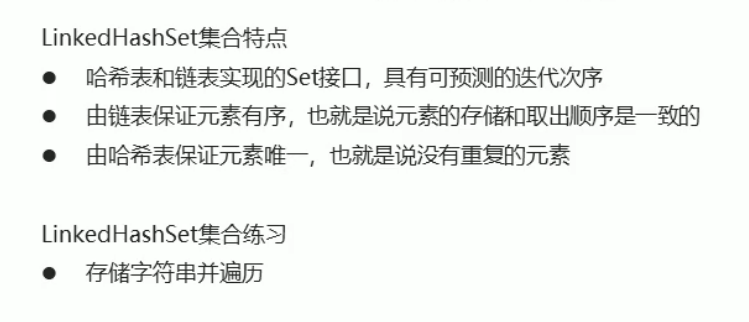 LinkedHashSet集合特点
● 哈希表和链表实现的Set接口，具有可预测的迭代次序
● 由链表保证元素有序，也就是说元素的存储和取出顺序是一致的
● 由哈希表保证元素唯一，也就是说没有重复的元素
LinkedHashSet集合练习
● 存储字符串并遍历